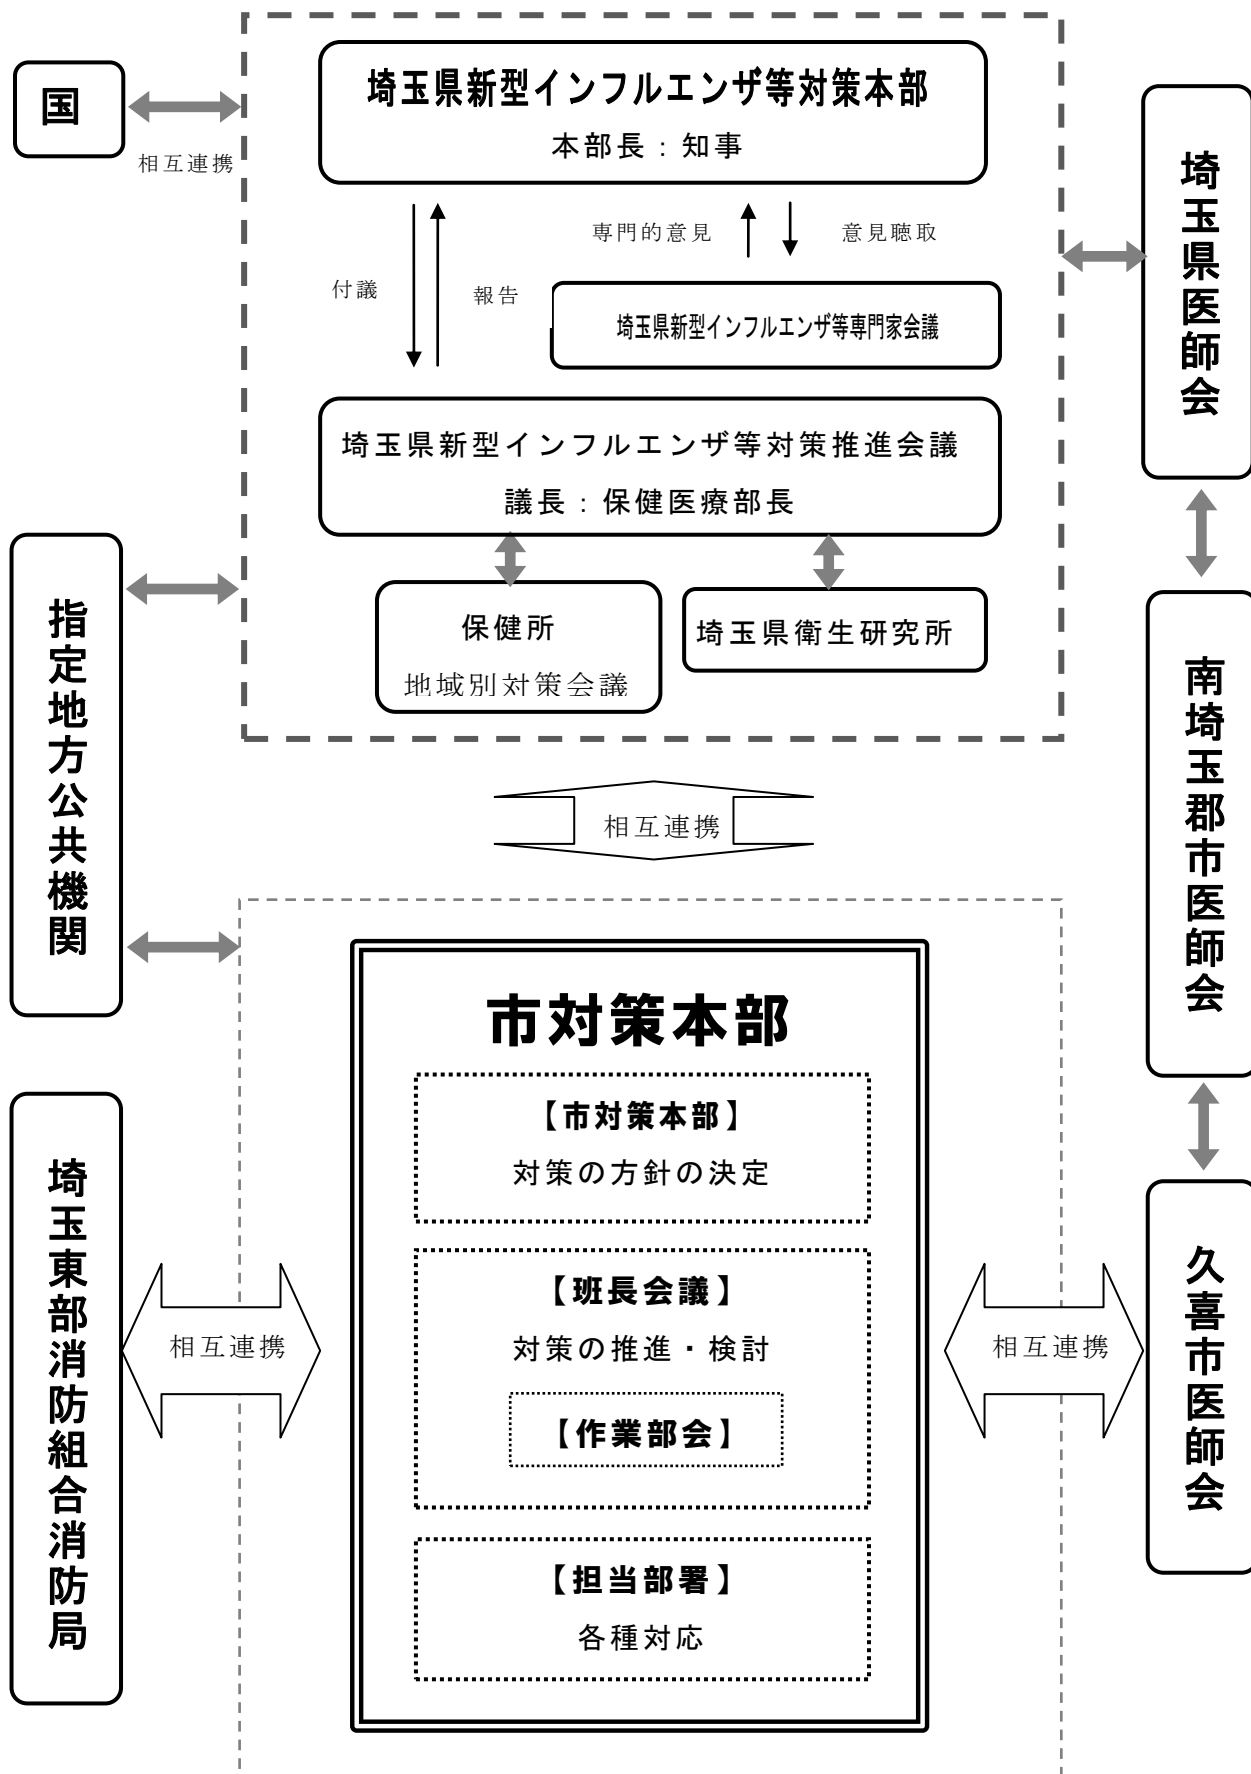 国
相互連携
埼玉県新型インフルエンザ等対策本部
本部長：知事
専門的意見
意見聴取
付議
報告
埼玉県新型インフルエンザ等専門家会議
埼玉県新型インフルエンザ等対策推進会議
議長：保健医療部長
保健所
地域別対策会議
埼玉県衛生研究所
埼玉県医師会
指定地方公共機関
南埼玉郡市医師会
相互連携
市対策本部
【市対策本部】
対策の方針の決定
【班長会議】
対策の推進・検討
【作業部会】
【担当部署】
各種対応
埼玉東部消防組合消防局
相互連携
相互連携
久喜市医師会